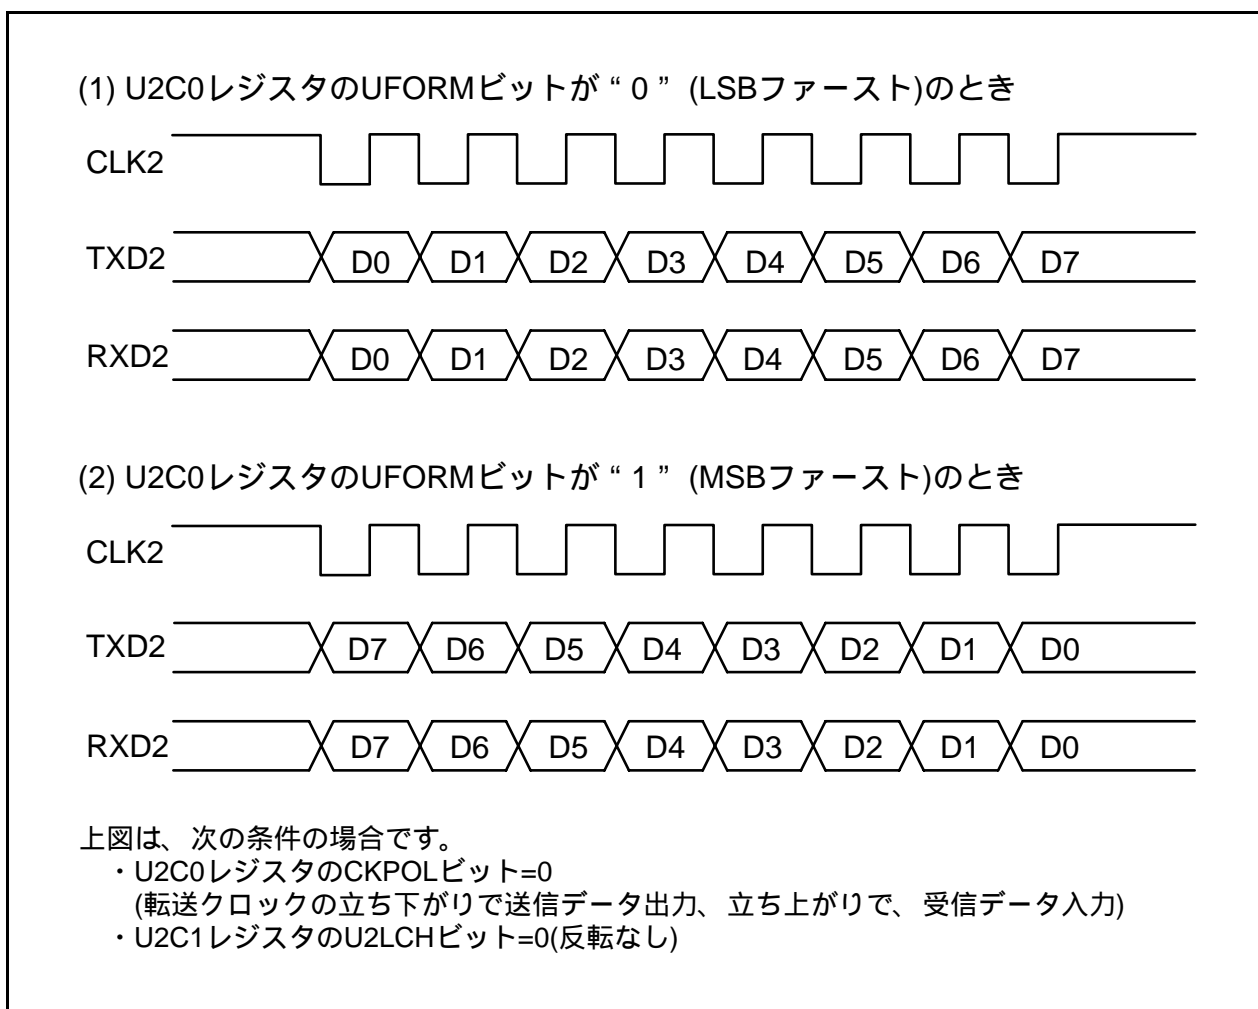 (1) U2C0レジスタのUFORMビットが“0”(LSBファースト)のとき
CLK2
TXD2 D0 D1 D2 D3 D4 D5 D6 D7
RXD2 D0 D1 D2 D3 D4 D5 D6 D7
(2) U2C0レジスタのUFORMビットが“1”(MSBファースト)のとき
CLK2
TXD2 D7 D6 D5 D4 D3 D2 D1 D0
RXD2 D7 D6 D5 D4 D3 D2 D1 D0
上図は、次の条件の場合です。
・U2C0レジスタのCKPOLビット=0
(転送クロックの立ち下がりで送信データ出力、立ち上がりで、受信データ入力)
・U2C1レジスタのU2LCHビット=0(反転なし)